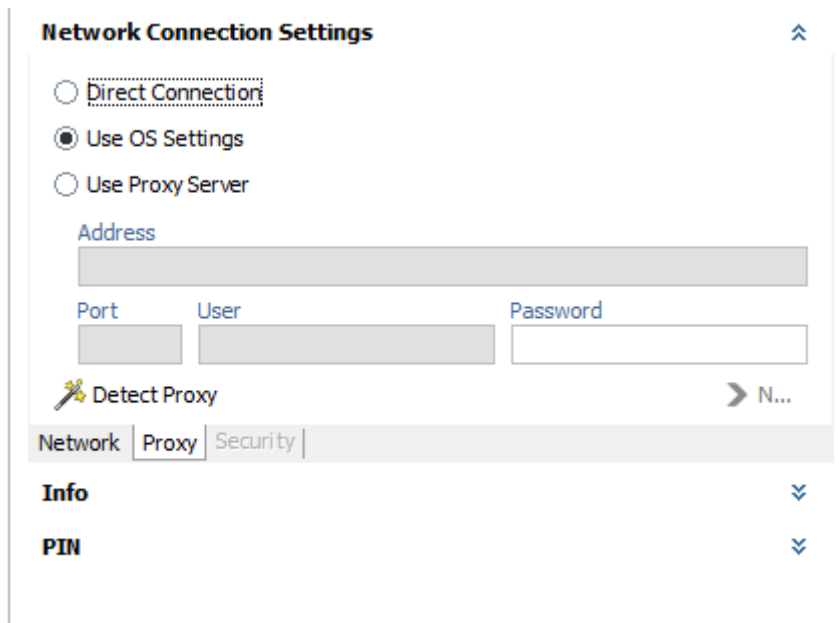 Network Connection Settings
Direct Connection
Use OS Settings
Use Proxy Server
Address
Port User Password
Detect Proxy N...
Network Proxy Security
Info
PIN